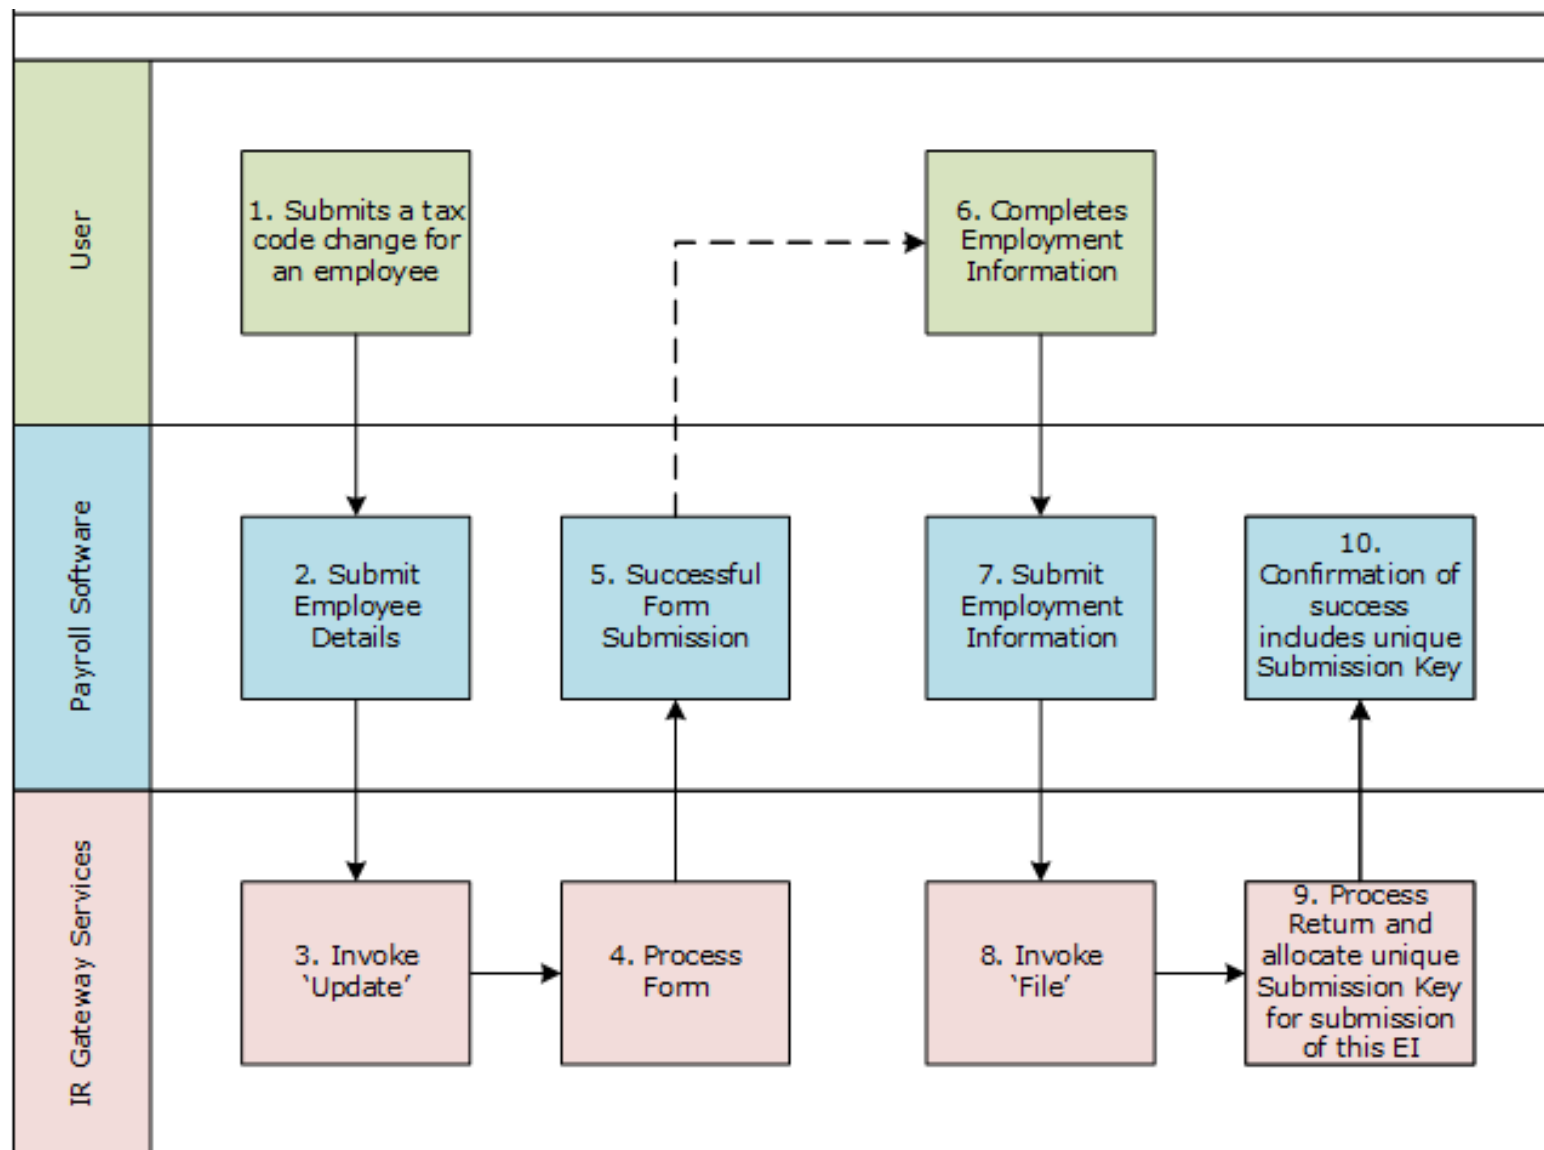 User
1. Submits a tax
code change for
an employee
6. Completes
Employment
Information
Payroll Software
2. Submit
Employee
Details
5. Successful
Form
Submission
7. Submit
Employment
Information
10.
Confirmation of
success
includes unique
Submission Key
IR Gateway Services
3. Invoke
‘Update’
4. Process
Form
8. Invoke
‘File’
9. Process
Return and
allocate unique
Submission Key
for submission
of this EI